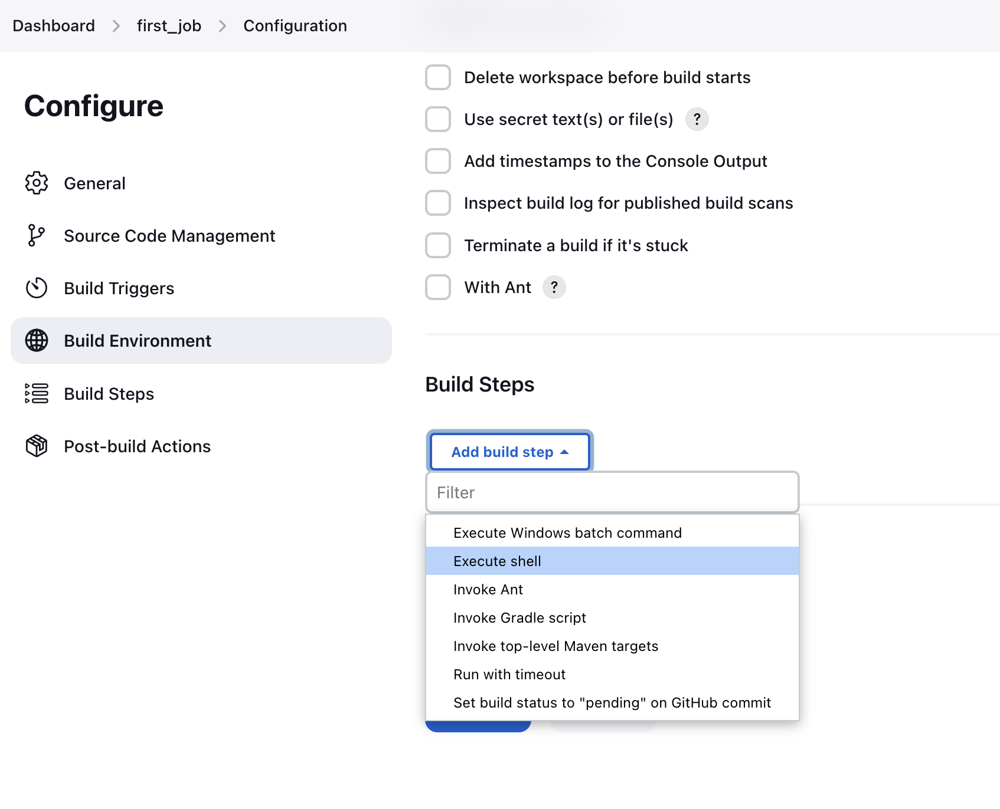 Dashboard > first_job > Configuration
Configure
General
Source Code Management
Build Triggers
Build Environment
Build Steps
Post-build Actions
Delete workspace before build starts
Use secret text(s) or file(s) ?
Add timestamps to the Console Output
Inspect build log for published build scans
Terminate a build if it's stuck
With Ant ?
Build Steps
Add build step
Filter
Execute Windows batch command
Execute shell
Invoke Ant
Invoke Gradle script
Invoke top-level Maven targets
Run with timeout
Set build status to "pending" on GitHub commit